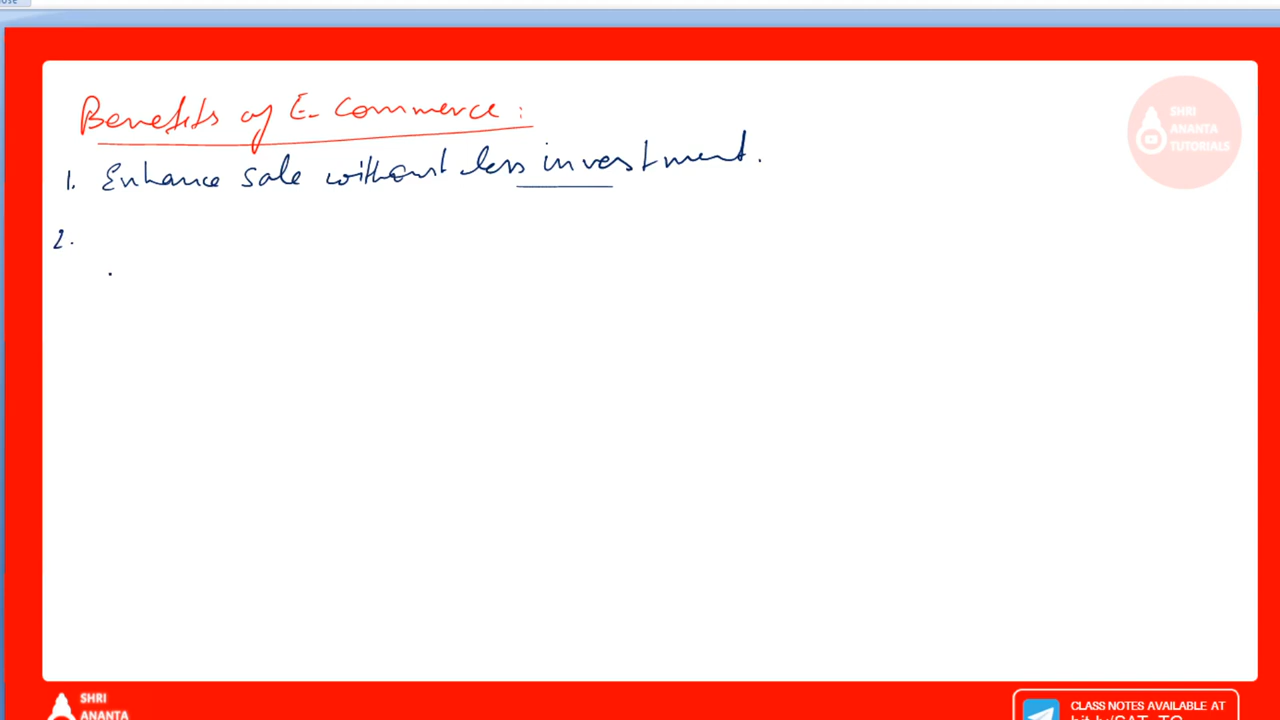 Benefits of E-Commerce:
SHRI
ANANTA
TUTORIALS
1. Enhance sale without less investment.
2.
SHRI
ANANTA
CLASS NOTES AVAILABLE AT